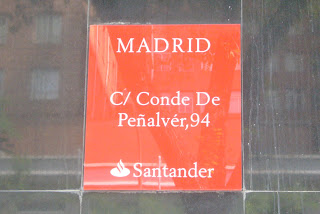 MADRID
C/ Conde De
Peñalvér,94
Santander